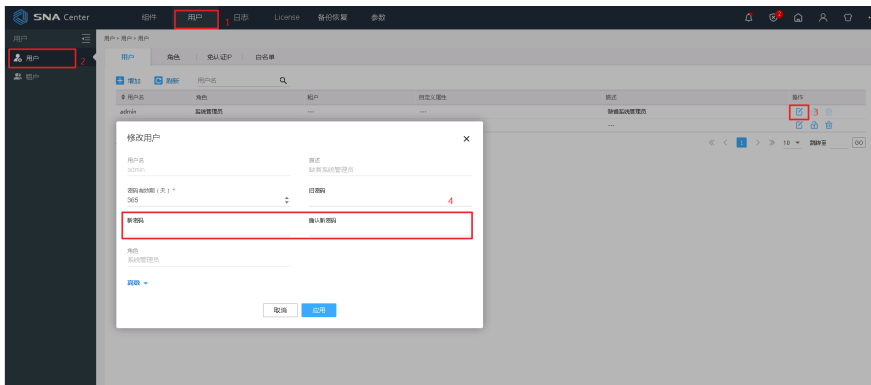 SNA Center 组件 用户 1 日志 License 备份恢复 参数 2
用户
用户 > 用户 > 用户
用户 2
租户
用户 角色 免认证IP 白名单
增加 刷新 用户名
用户名 角色 租户 自定义属性 描述 操作
admin 系统管理员 --- --- 缺省系统管理员 3
---
1 10 跳转至 GO
修改用户
用户名 描述
admin 缺省系统管理员
密码有效期（天） * 旧密码
365 4
新密码 确认新密码
角色
系统管理员
高级
取消 应用